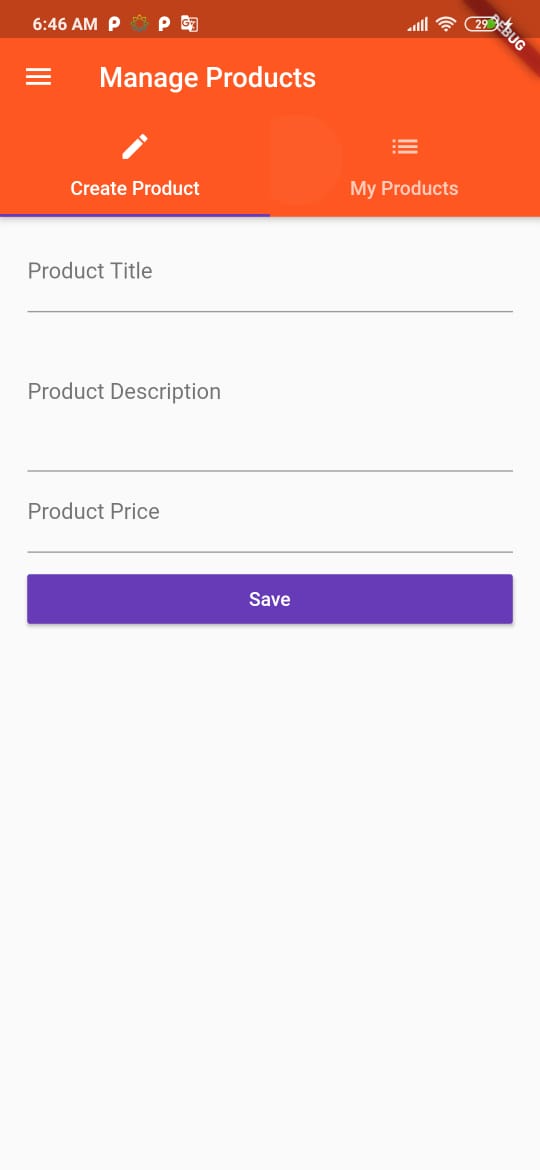 6:46 AM
29
DEBUG
Manage Products
Create Product
My Products
Product Title
Product Description
Product Price
Save